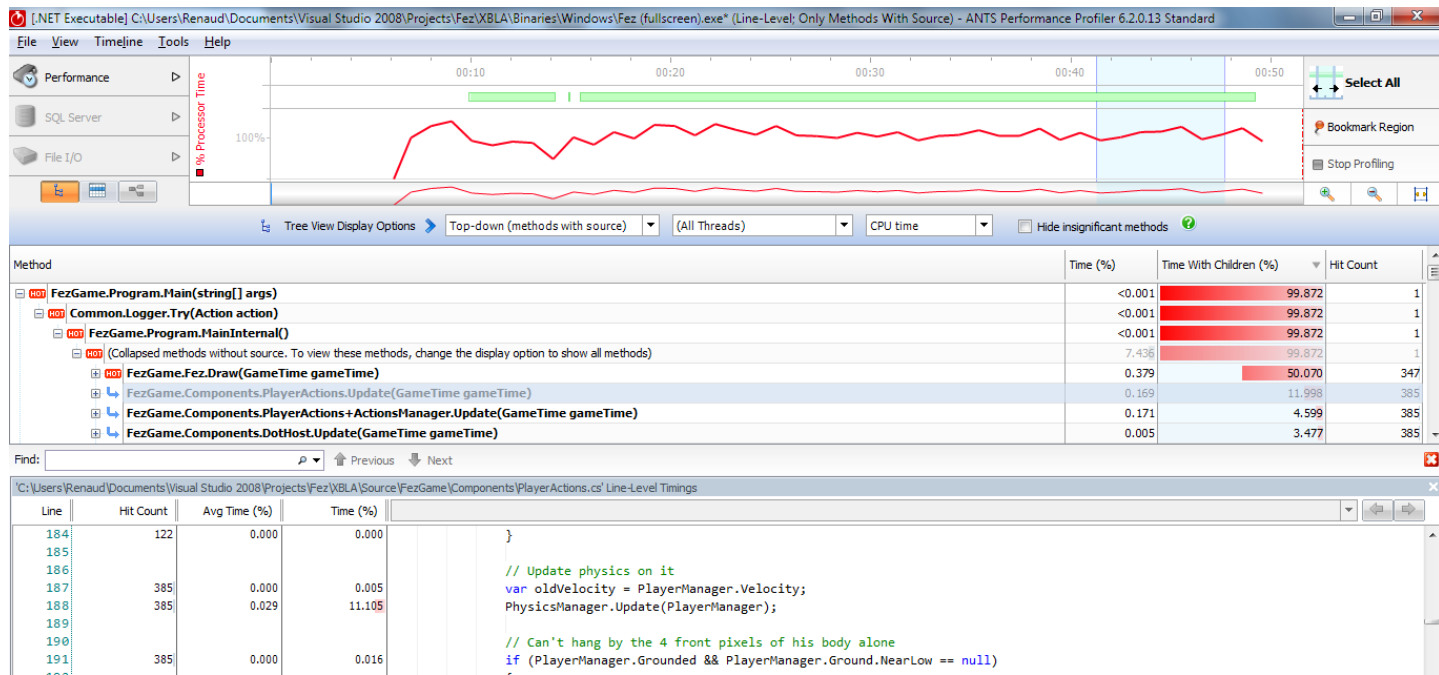 [.NET Executable] C:\Users\Renaud\Documents\Visual Studio 2008\Projects\Fez\XBLA\Binaries\Windows\Fez (fullscreen).exe* (Line-Level; Only Methods With Source) - ANTS Performance Profiler 6.2.0.13 Standard
File View Timeline Tools Help
Performance
SQL Server
File I/O
% Processor Time
100%
00:10 00:20 00:30 00:40 00:50
Select All
Bookmark Region
Stop Profiling
Tree View Display Options Top-down (methods with source) (All Threads) CPU time Hide insignificant methods
Method Time (%) Time With Children (%) Hit Count
HOT FezGame.Program.Main(string[] args) <0.001 99.872 1
HOT Common.Logger.Try(Action action) <0.001 99.872 1
HOT FezGame.Program.MainInternal() <0.001 99.872 1
HOT (Collapsed methods without source. To view these methods, change the display option to show all methods) 7.436 99.872 1
HOT FezGame.Fez.Draw(GameTime gameTime) 0.379 50.070 347
FezGame.Components.PlayerActions.Update(GameTime gameTime) 0.169 11.998 385
FezGame.Components.PlayerActions+ActionsManager.Update(GameTime gameTime) 0.171 4.599 385
FezGame.Components.DotHost.Update(GameTime gameTime) 0.005 3.477 385
Find: Previous Next
'C:\Users\Renaud\Documents\Visual Studio 2008\Projects\Fez\XBLA\Source\FezGame\Components\PlayerActions.cs' Line-Level Timings
Line Hit Count Avg Time (%) Time (%)
184 122 0.000 0.000 }
185
186 // Update physics on it
187 385 0.000 0.005 var oldVelocity = PlayerManager.Velocity;
188 385 0.029 11.105 PhysicsManager.Update(PlayerManager);
189
190 // Can't hang by the 4 front pixels of his body alone
191 385 0.000 0.016 if (PlayerManager.Grounded && PlayerManager.Ground.NearLow == null)